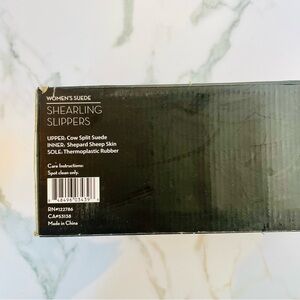 WOMEN'S SUEDE
SHEARLING
SLIPPERS
UPPER: Cow Split Suede
INNER: Shepard Sheep Skin
SOLE: Thermoplastic Rubber
Care Instructions:
Spot clean only.
RN#122786
CA#53158
Made in China